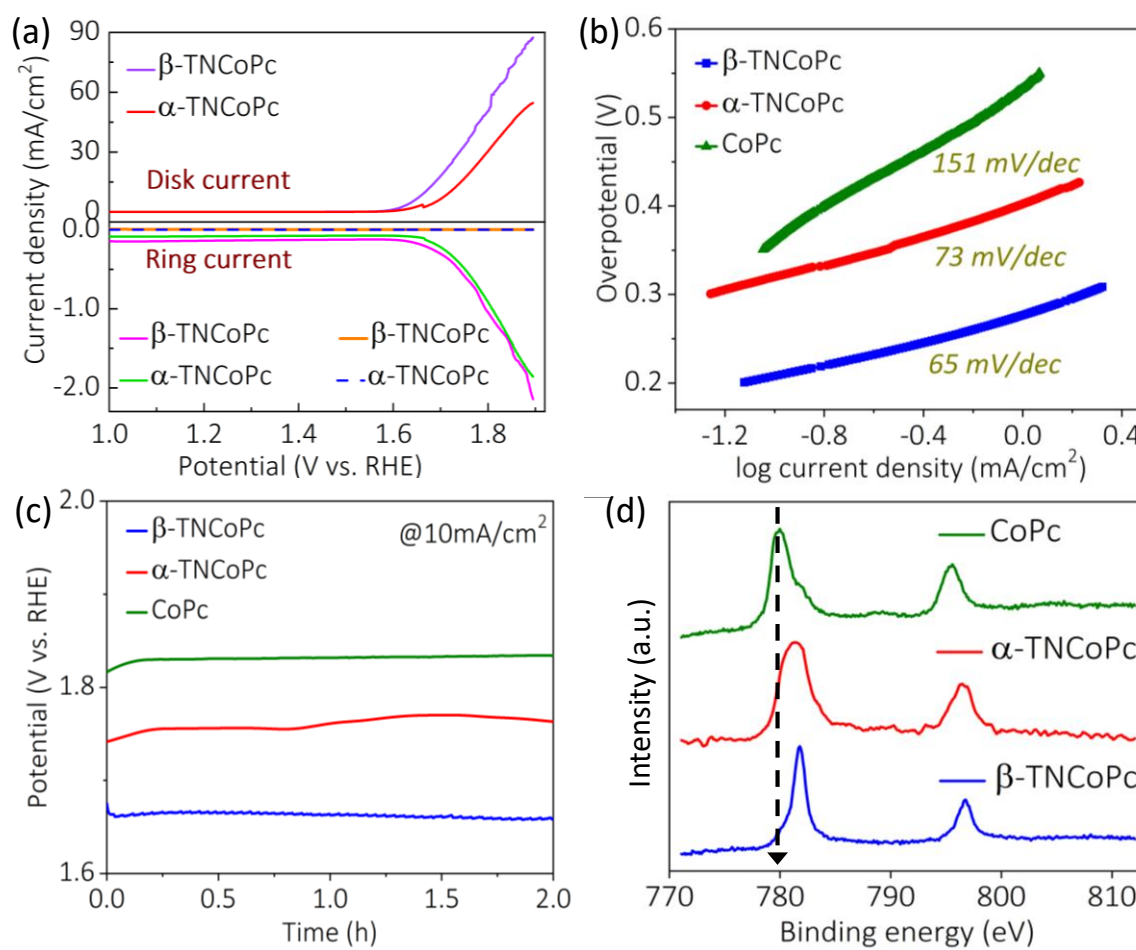 (a)
90
60
30
0
0.0
-1.0
-2.0
Current density (mA/cm²)
β-TNCoPc
α-TNCoPc
Disk current
Ring current
β-TNCoPc
β-TNCoPc
α-TNCoPc
α-TNCoPc
1.0 1.2 1.4 1.6 1.8
Potential (V vs. RHE)
(b)
0.6
0.5
0.4
0.3
0.2
Overpotential (V)
β-TNCoPc
α-TNCoPc
CoPc
151 mV/dec
73 mV/dec
65 mV/dec
-1.2 -0.8 -0.4 0.0 0.4
log current density (mA/cm²)
(c)
2.0
1.8
1.6
Potential (V vs. RHE)
β-TNCoPc
@10mA/cm²
α-TNCoPc
CoPc
0.0 0.5 1.0 1.5 2.0
Time (h)
(d)
Intensity (a.u.)
CoPc
α-TNCoPc
β-TNCoPc
770 780 790 800 810
Binding energy (eV)